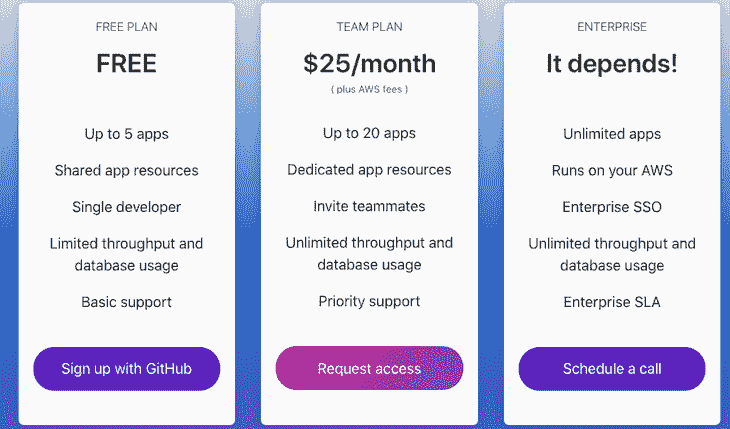 FREE PLAN
FREE
Up to 5 apps
Shared app resources
Single developer
Limited throughput and
database usage
Basic support
Sign up with GitHub
TEAM PLAN
$25/month
( plus AWS fees )
Up to 20 apps
Dedicated app resources
Invite teammates
Unlimited throughput and
database usage
Priority support
Request access
ENTERPRISE
It depends!
Unlimited apps
Runs on your AWS
Enterprise SSO
Unlimited throughput and
database usage
Enterprise SLA
Schedule a call